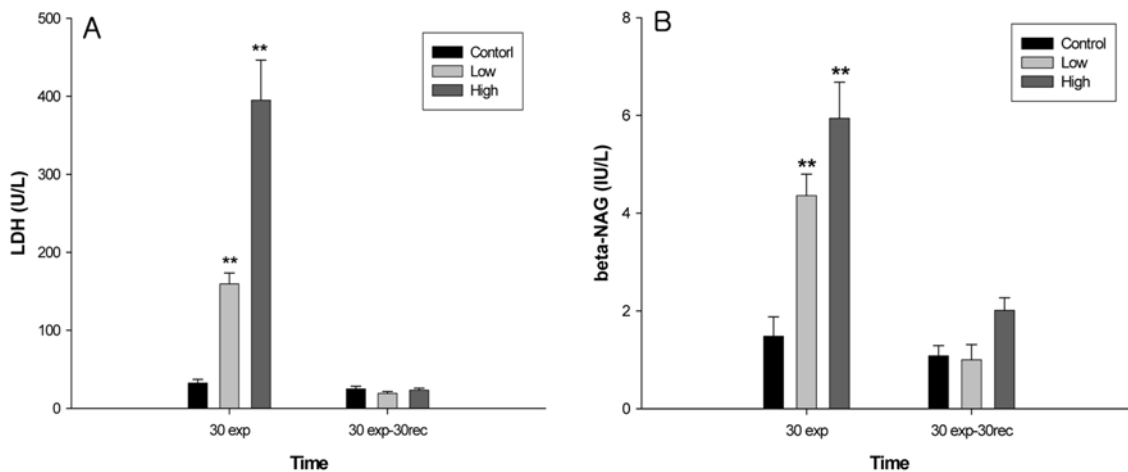 A
LDH (U/L)
500
400
300
200
100
0
Contorl
Low
High
**
**
30 exp
30 exp-30rec
Time
B
beta-NAG (IU/L)
8
6
4
2
0
Control
Low
High
**
**
30 exp
30 exp-30rec
Time